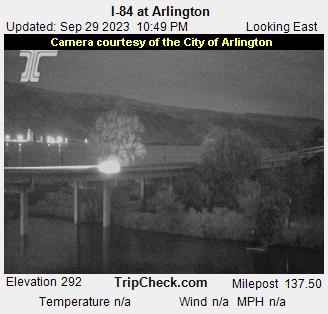 I-84 at Arlington
Updated: Sep 29 2023 10:49 PM Looking East
Camera courtesy of the City of Arlington
Elevation 292 TripCheck.com Milepost 137.50
Temperature n/a Wind n/a MPH n/a